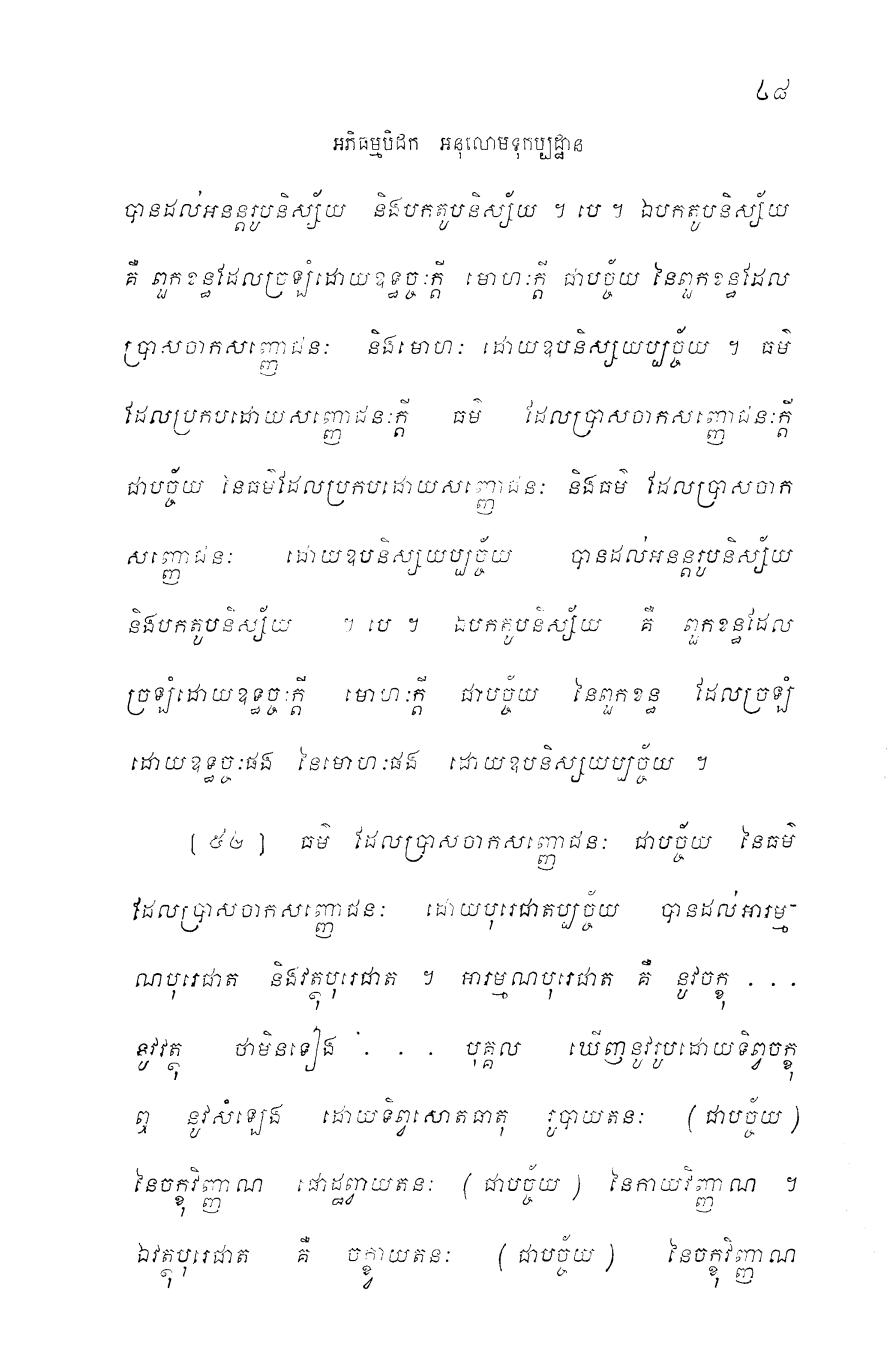 ៤៨
អភិធម្មបិដក អនុលោមទុកប្បដ្ឋាន
បានដល់អនន្តរូបនិស្ស័យ និងបកតូបនិស្ស័យ ។ បេ ។ ឯបកតូបនិស្ស័យ
គឺ ពួកខន្ធដែលច្រឡំដោយឧទ្ធច្ចៈក្តី មោហៈក្តី ជាបច្ច័យ នៃពួកខន្ធដែល
ប្រាសចាកសញ្ញោជនៈ និងមោហៈ ដោយឧបនិស្សយប្បច្ច័យ ។ ធម៌
ដែលប្រកបដោយសញ្ញោជនៈក្តី ធម៌ ដែលប្រាសចាកសញ្ញោជនៈក្តី
ជាបច្ច័យ នៃធម៌ដែលប្រកបដោយសញ្ញោជនៈ និងធម៌ ដែលប្រាសចាក
សញ្ញោជនៈ ដោយឧបនិស្សយប្បច្ច័យ បានដល់អនន្តរូបនិស្ស័យ
និងបកតូបនិស្ស័យ ។ បេ ។ ឯបកតូបនិស្ស័យ គឺ ពួកខន្ធដែល
ច្រឡំដោយឧទ្ធច្ចៈក្តី មោហៈក្តី ជាបច្ច័យ នៃពួកខន្ធ ដែលច្រឡំ
ដោយឧទ្ធច្ចៈផង នៃមោហៈផង ដោយឧបនិស្សយប្បច្ច័យ ។
[ ៥៤ ] ធម៌ ដែលប្រាសចាកសញ្ញោជនៈ ជាបច្ច័យ នៃធម៌
ដែលប្រាសចាកសញ្ញោជនៈ ដោយបុរេជាតប្បច្ច័យ បានដល់អារម្ម-
ណបុរេជាត និងវត្ថុបុរេជាត ។ អារម្មណបុរេជាត គឺ នូវចក្ខុ . . .
នូវវត្ថុ ថាមិនទៀង . . . បុគ្គល ឃើញនូវរូបដោយទិព្វចក្ខុ
ឮ នូវសំឡេង ដោយទិព្វសោតធាតុ រូបាយតនៈ ( ជាបច្ច័យ )
នៃចក្ខុវិញ្ញាណ ផោដ្ឋព្វាយតនៈ ( ជាបច្ច័យ ) នៃកាយវិញ្ញាណ ។
ឯវត្ថុបុរេជាត គឺ ចក្ខ្វាយតនៈ ( ជាបច្ច័យ ) នៃចក្ខុវិញ្ញាណ